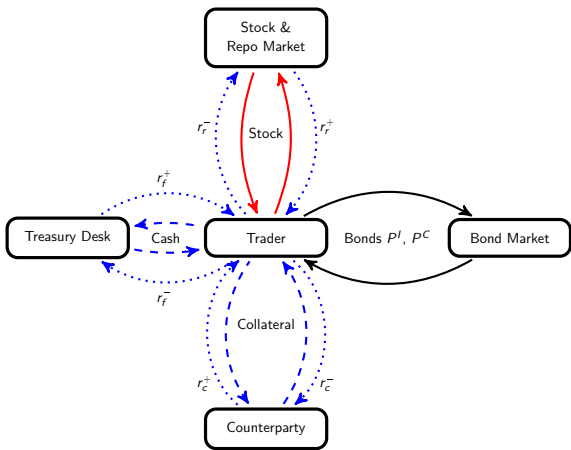 Stock &
Repo Market
r_r^-
Stock
r_r^+
r_f^+
Treasury Desk
Cash
Trader
Bonds P^I, P^C
Bond Market
r_f^-
Collateral
r_c^+
r_c^-
Counterparty